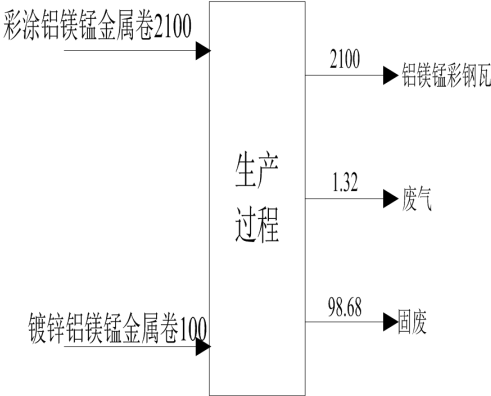 彩涂铝镁锰金属卷2100
2100
铝镁锰彩钢瓦
生产
过程
1.32
废气
98.68
固废
镀锌铝镁锰金属卷100